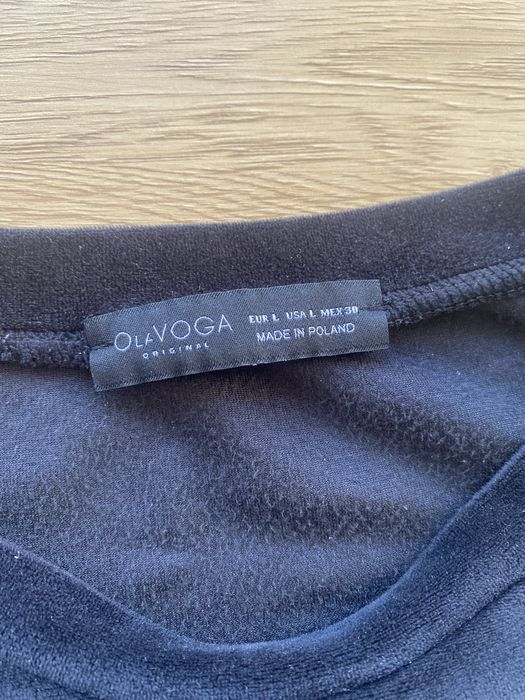 OLAVOGA
ORIGINAL
EUR L USA L MEX 30
MADE IN POLAND